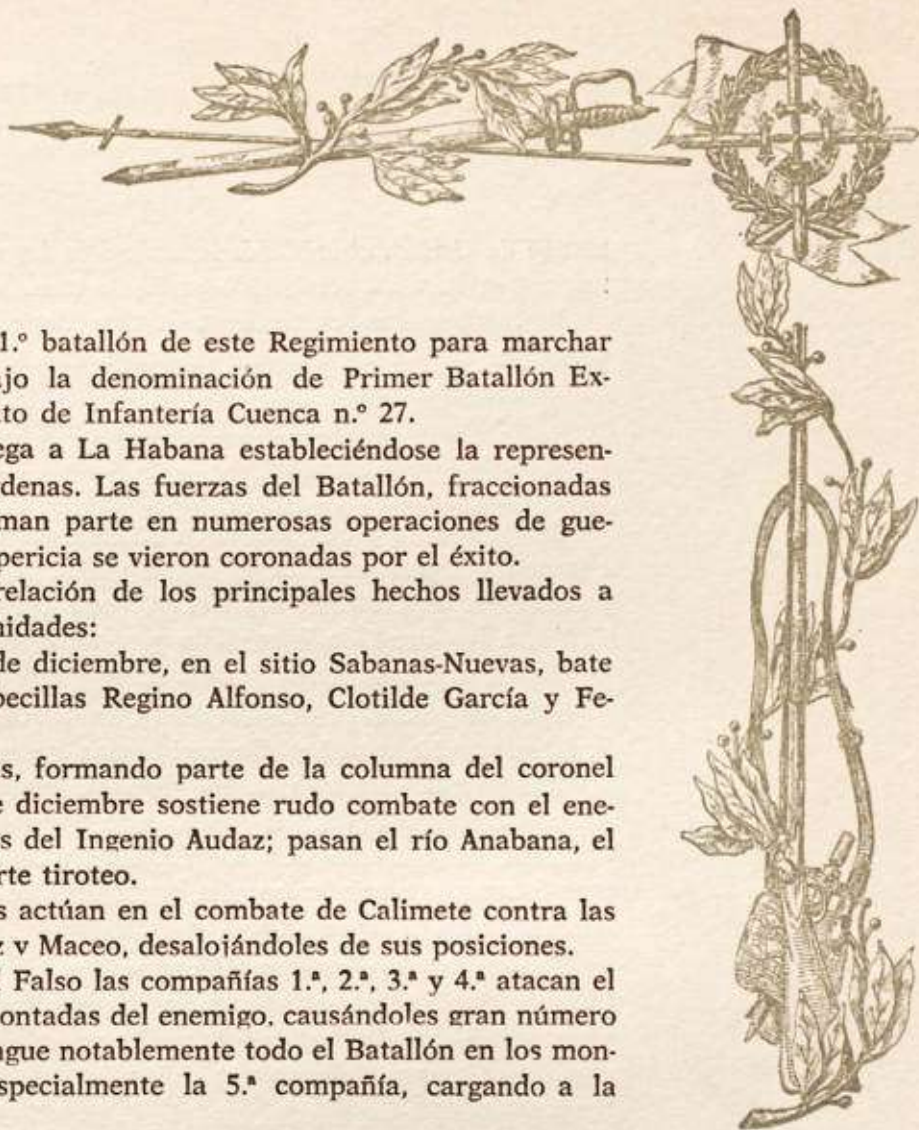 1.º batallón de este Regimiento para marchar
ajo la denominación de Primer Batallón Ex-
to de Infantería Cuenca n.º 27.
ega a La Habana estableciéndose la represen-
denas. Las fuerzas del Batallón, fraccionadas
man parte en numerosas operaciones de gue-
pericia se vieron coronadas por el éxito.
relación de los principales hechos llevados a
nidades:
de diciembre, en el sitio Sabanas-Nuevas, bate
becillas Regino Alfonso, Clotilde García y Fe-
s, formando parte de la columna del coronel
e diciembre sostiene rudo combate con el ene-
s del Ingenio Audaz; pasan el río Anabana, el
rte tiroteo.
s actúan en el combate de Calimete contra las
z y Maceo, desalojándoles de sus posiciones.
Falso las compañías 1.ª, 2.ª, 3.ª y 4.ª atacan el
ontadas del enemigo, causándoles gran número
ngue notablemente todo el Batallón en los mon-
specialmente la 5.ª compañía, cargando a la